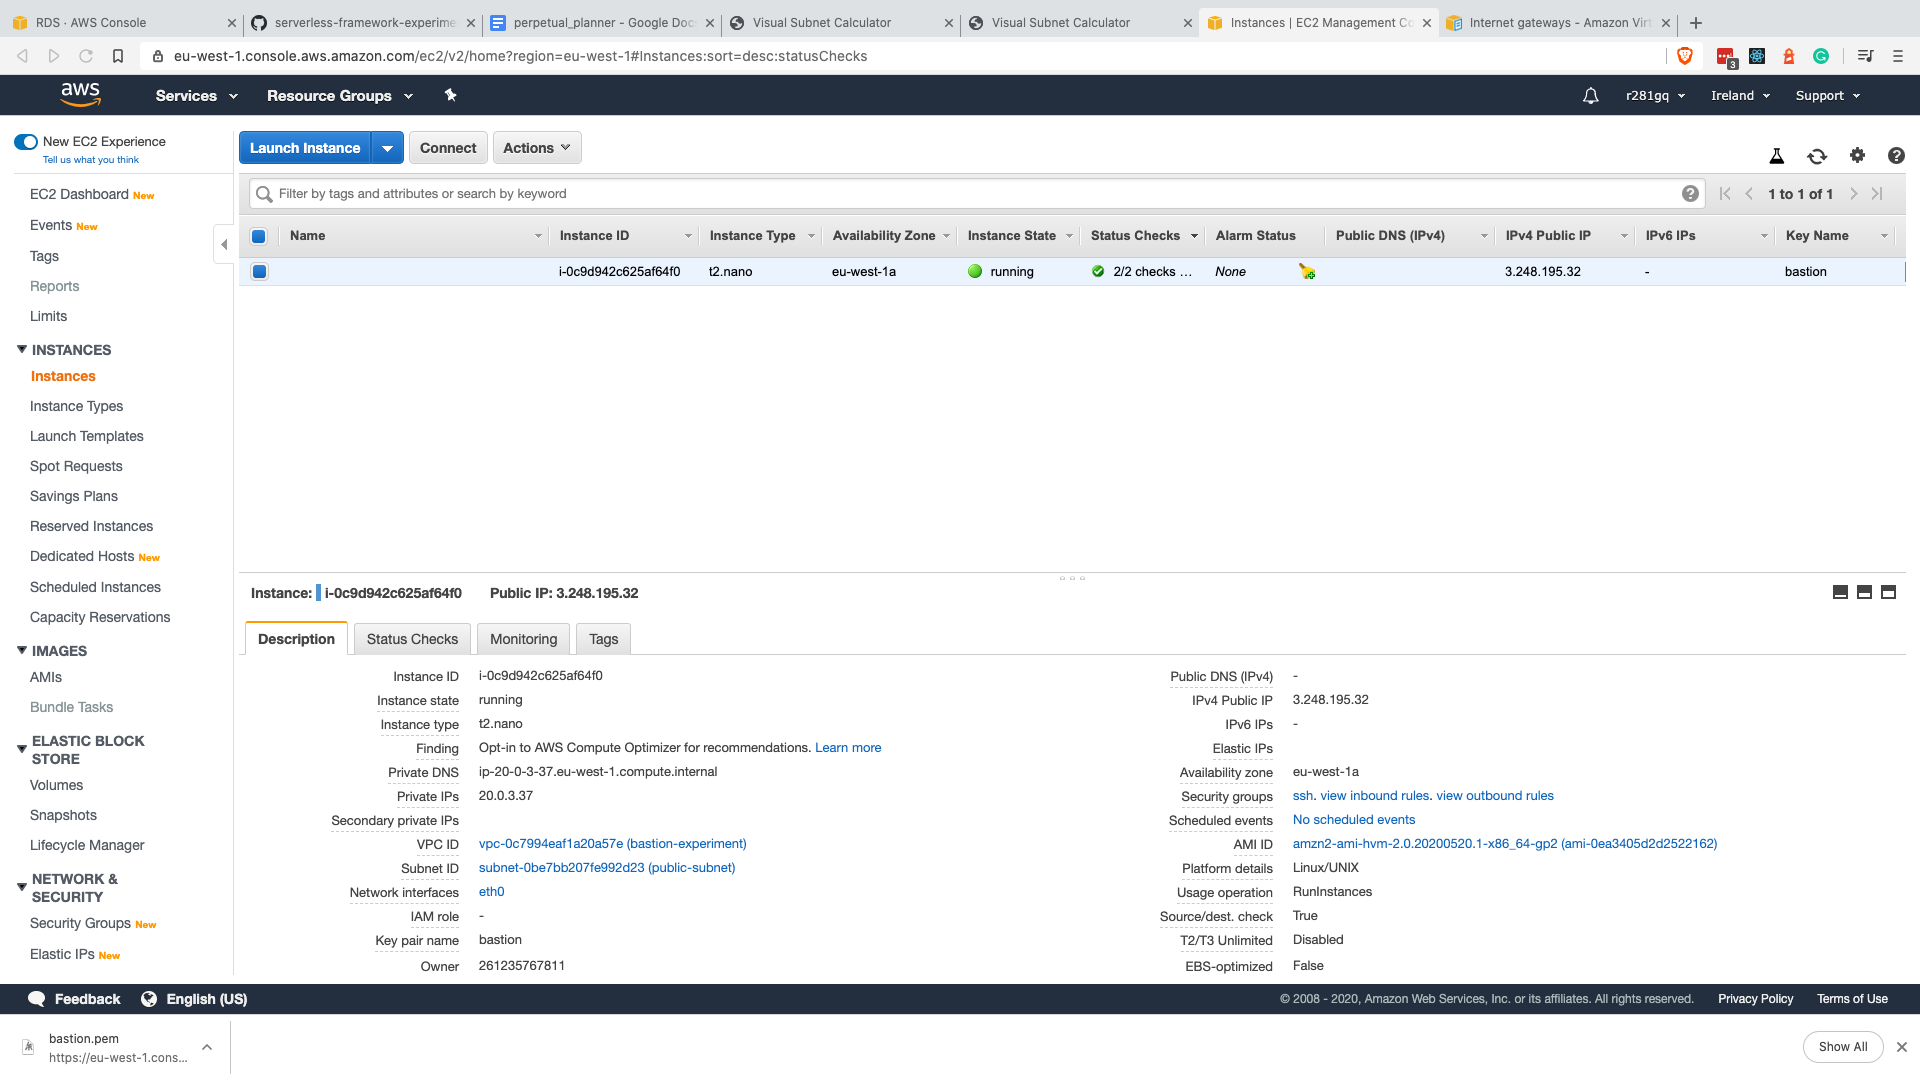 RDS · AWS Console
serverless-framework-experime
perpetual_planner - Google Doc
Visual Subnet Calculator
Visual Subnet Calculator
Instances | EC2 Management Co
Internet gateways - Amazon Virt
eu-west-1.console.aws.amazon.com/ec2/v2/home?region=eu-west-1#Instances:sort=desc:statusChecks
3
aws
Services
Resource Groups
r281gq
Ireland
Support
New EC2 Experience
Tell us what you think
EC2 Dashboard New
Events New
Tags
Reports
Limits
INSTANCES
Instances
Instance Types
Launch Templates
Spot Requests
Savings Plans
Reserved Instances
Dedicated Hosts New
Scheduled Instances
Capacity Reservations
IMAGES
AMIs
Bundle Tasks
ELASTIC BLOCK
STORE
Volumes
Snapshots
Lifecycle Manager
NETWORK &
SECURITY
Security Groups New
Elastic IPs New
Launch Instance
Connect
Actions
Filter by tags and attributes or search by keyword
1 to 1 of 1
Name Instance ID Instance Type Availability Zone Instance State Status Checks Alarm Status Public DNS (IPv4) IPv4 Public IP IPv6 IPs Key Name
i-0c9d942c625af64f0 t2.nano eu-west-1a running 2/2 checks … None 3.248.195.32 - bastion
Instance: i-0c9d942c625af64f0 Public IP: 3.248.195.32
Description
Status Checks
Monitoring
Tags
Instance ID i-0c9d942c625af64f0
Instance state running
Instance type t2.nano
Finding Opt-in to AWS Compute Optimizer for recommendations. Learn more
Private DNS ip-20-0-3-37.eu-west-1.compute.internal
Private IPs 20.0.3.37
Secondary private IPs
VPC ID vpc-0c7994eaf1a20a57e (bastion-experiment)
Subnet ID subnet-0be7bb207fe992d23 (public-subnet)
Network interfaces eth0
IAM role -
Key pair name bastion
Owner 261235767811
Public DNS (IPv4) -
IPv4 Public IP 3.248.195.32
IPv6 IPs -
Elastic IPs
Availability zone eu-west-1a
Security groups ssh. view inbound rules. view outbound rules
Scheduled events No scheduled events
AMI ID amzn2-ami-hvm-2.0.20200520.1-x86_64-gp2 (ami-0ea3405d2d2522162)
Platform details Linux/UNIX
Usage operation RunInstances
Source/dest. check True
T2/T3 Unlimited Disabled
EBS-optimized False
Feedback
English (US)
© 2008 - 2020, Amazon Web Services, Inc. or its affiliates. All rights reserved.
Privacy Policy
Terms of Use
bastion.pem
https://eu-west-1.cons...
Show All